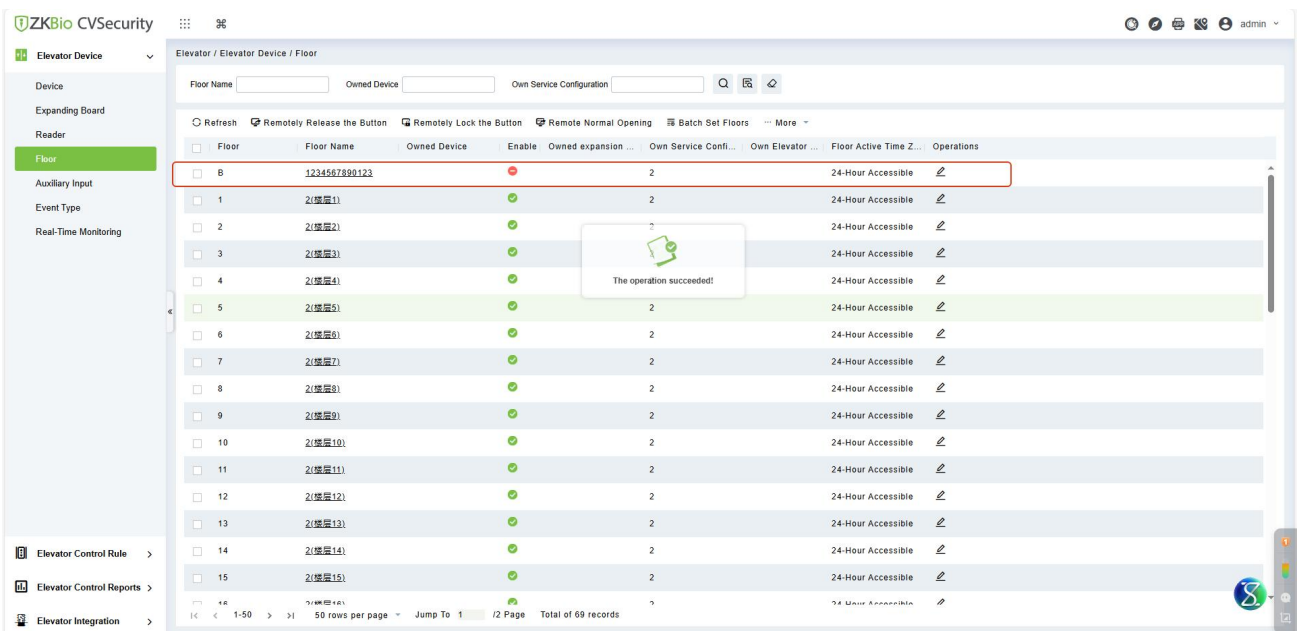 ZKBio CVSecurity
admin
Elevator Device
Elevator / Elevator Device / Floor
Device
Expanding Board
Reader
Floor
Auxiliary Input
Event Type
Real-Time Monitoring
Floor Name Owned Device Own Service Configuration
Refresh Remotely Release the Button Remotely Lock the Button Remote Normal Opening Batch Set Floors ··· More
Floor Floor Name Owned Device Enable Owned expansion ... Own Service Confi... Own Elevator ... Floor Active Time Z... Operations
B 1234567890123 2 24-Hour Accessible
1 2(楼层1) 2 24-Hour Accessible
2 2(楼层2) 2 24-Hour Accessible
3 2(楼层3) 24-Hour Accessible
4 2(楼层4) 24-Hour Accessible
The operation succeeded!
5 2(楼层5) 2 24-Hour Accessible
6 2(楼层6) 2 24-Hour Accessible
7 2(楼层7) 2 24-Hour Accessible
8 2(楼层8) 2 24-Hour Accessible
9 2(楼层9) 2 24-Hour Accessible
10 2(楼层10) 2 24-Hour Accessible
11 2(楼层11) 2 24-Hour Accessible
12 2(楼层12) 2 24-Hour Accessible
13 2(楼层13) 2 24-Hour Accessible
14 2(楼层14) 2 24-Hour Accessible
15 2(楼层15) 2 24-Hour Accessible
16 2(楼层16) 2 24-Hour Accessible
Elevator Control Rule
Elevator Control Reports
Elevator Integration
1-50 50 rows per page Jump To 1 /2 Page Total of 69 records